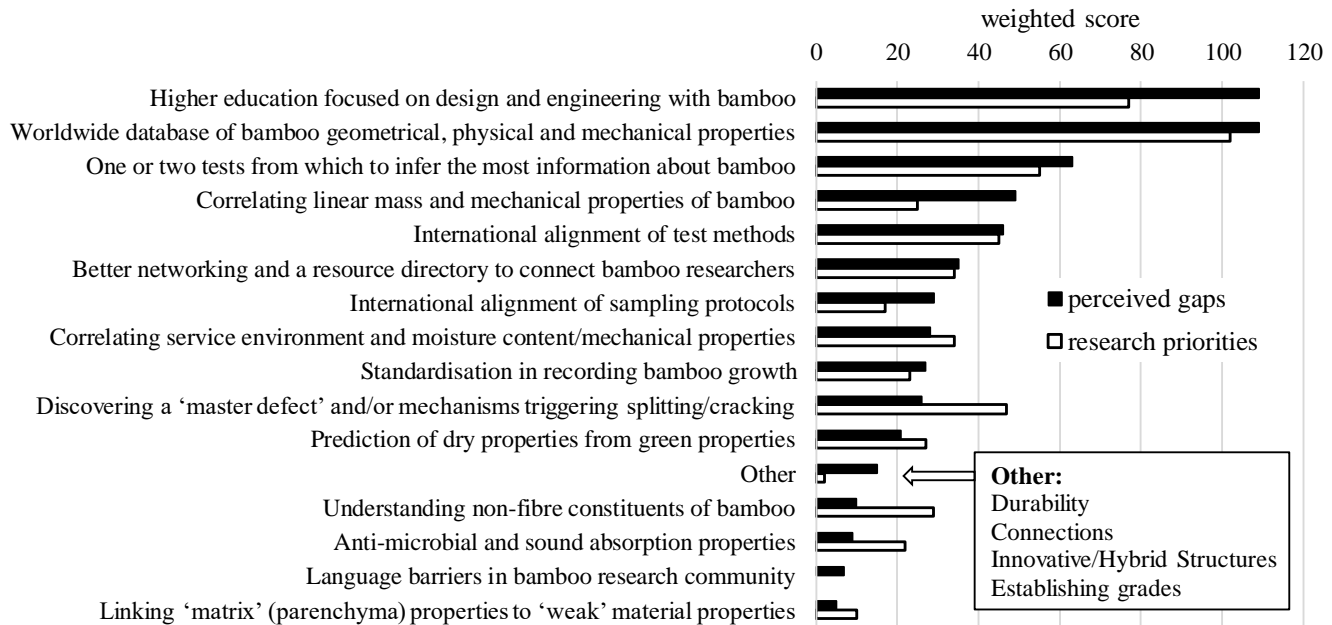 weighted score
0 20 40 60 80 100 120
Higher education focused on design and engineering with bamboo
Worldwide database of bamboo geometrical, physical and mechanical properties
One or two tests from which to infer the most information about bamboo
Correlating linear mass and mechanical properties of bamboo
International alignment of test methods
Better networking and a resource directory to connect bamboo researchers
International alignment of sampling protocols
Correlating service environment and moisture content/mechanical properties
Standardisation in recording bamboo growth
Discovering a ‘master defect’ and/or mechanisms triggering splitting/cracking
Prediction of dry properties from green properties
Other
Understanding non-fibre constituents of bamboo
Anti-microbial and sound absorption properties
Language barriers in bamboo research community
Linking ‘matrix’ (parenchyma) properties to ‘weak’ material properties
perceived gaps
research priorities
Other:
Durability
Connections
Innovative/Hybrid Structures
Establishing grades